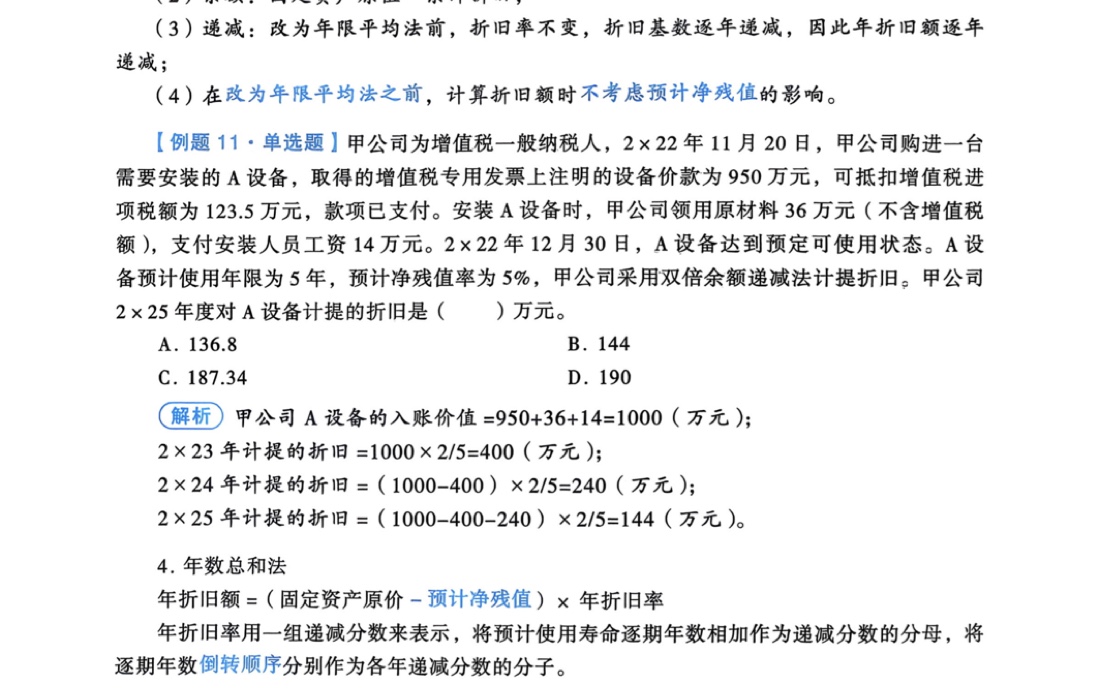 （3）递减：改为年限平均法前，折旧率不变，折旧基数逐年递减，因此年折旧额逐年
递减；
（4）在改为年限平均法之前，计算折旧额时不考虑预计净残值的影响。
【例题 11·单选题】甲公司为增值税一般纳税人，2×22 年 11 月 20 日，甲公司购进一台
需要安装的 A 设备，取得的增值税专用发票上注明的设备价款为 950 万元，可抵扣增值税进
项税额为 123.5 万元，款项已支付。安装 A 设备时，甲公司领用原材料 36 万元（不含增值税
额），支付安装人员工资 14 万元。2×22 年 12 月 30 日，A 设备达到预定可使用状态。A 设
备预计使用年限为 5 年，预计净残值率为 5%，甲公司采用双倍余额递减法计提折旧。甲公司
2×25 年度对 A 设备计提的折旧是（　　）万元。
A. 136.8
B. 144
C. 187.34
D. 190
解析 甲公司 A 设备的入账价值 =950+36+14=1000（万元）；
2×23 年计提的折旧 =1000×2/5=400（万元）；
2×24 年计提的折旧 =（1000–400）×2/5=240（万元）；
2×25 年计提的折旧 =（1000–400–240）×2/5=144（万元）。
4. 年数总和法
年折旧额 =（固定资产原价 – 预计净残值）× 年折旧率
年折旧率用一组递减分数来表示，将预计使用寿命逐期年数相加作为递减分数的分母，将
逐期年数倒转顺序分别作为各年递减分数的分子。